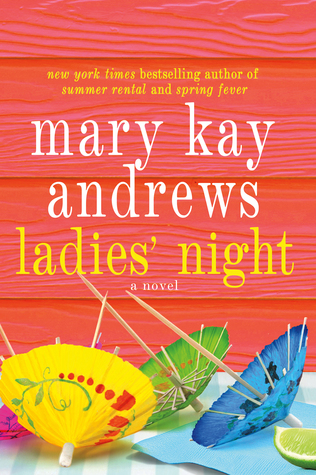 new york times bestselling author of
summer rental and spring fever
mary kay
andrews
ladies' night
a novel